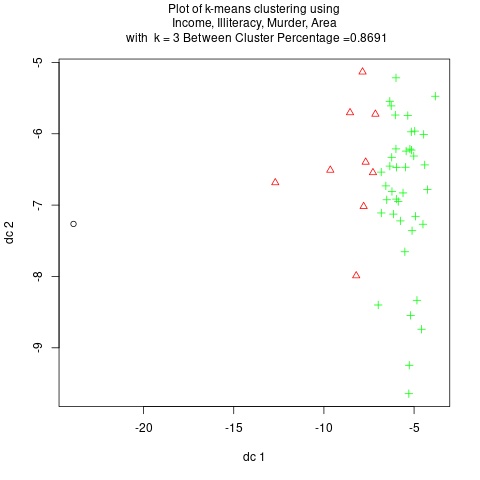 Plot of k-means clustering using
Income, Illiteracy, Murder, Area
with k = 3 Between Cluster Percentage =0.8691
-5
-6
-7
-8
-9
dc 2
-20
-15
-10
-5
dc 1